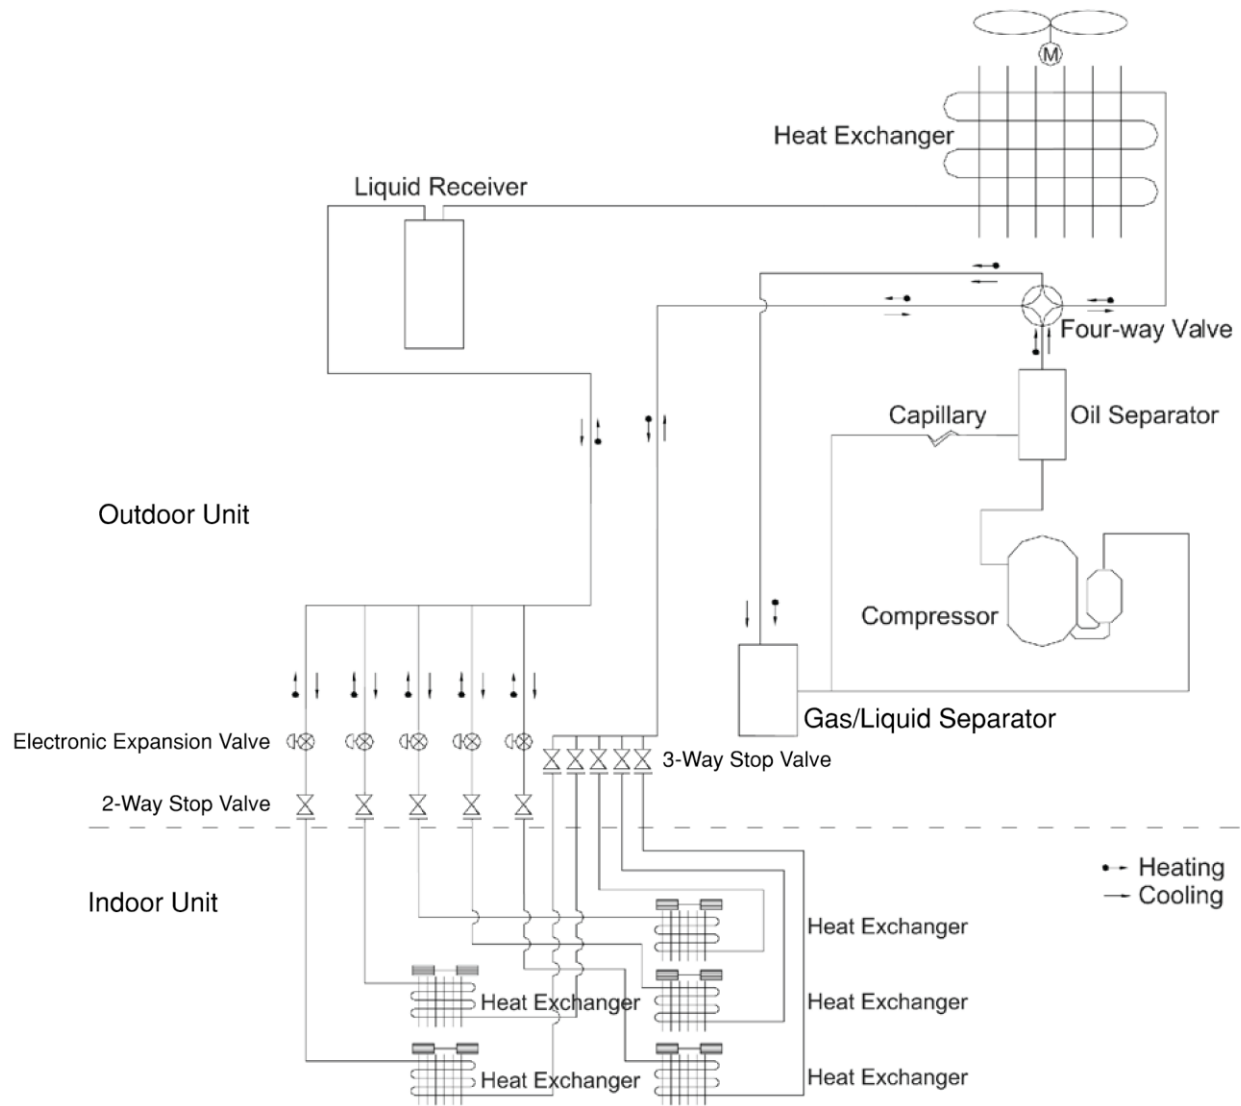 M
Heat Exchanger
Liquid Receiver
Four-way Valve
Capillary
Oil Separator
Outdoor Unit
Compressor
Gas/Liquid Separator
Electronic Expansion Valve
3-Way Stop Valve
2-Way Stop Valve
Indoor Unit
Heating
Cooling
Heat Exchanger
Heat Exchanger
Heat Exchanger
Heat Exchanger
Heat Exchanger